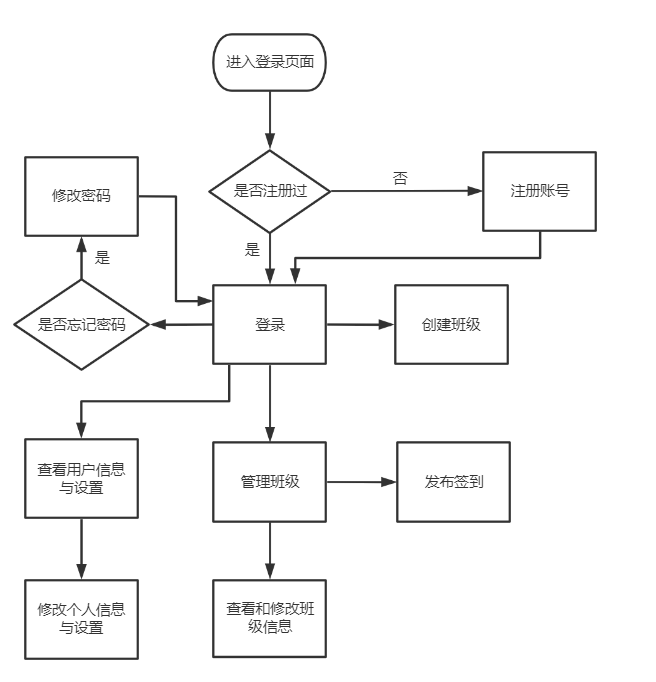 进入登录页面
是否注册过
否
注册账号
修改密码
是
是
是否忘记密码
登录
创建班级
查看用户信息
与设置
管理班级
发布签到
修改个人信息
与设置
查看和修改班
级信息